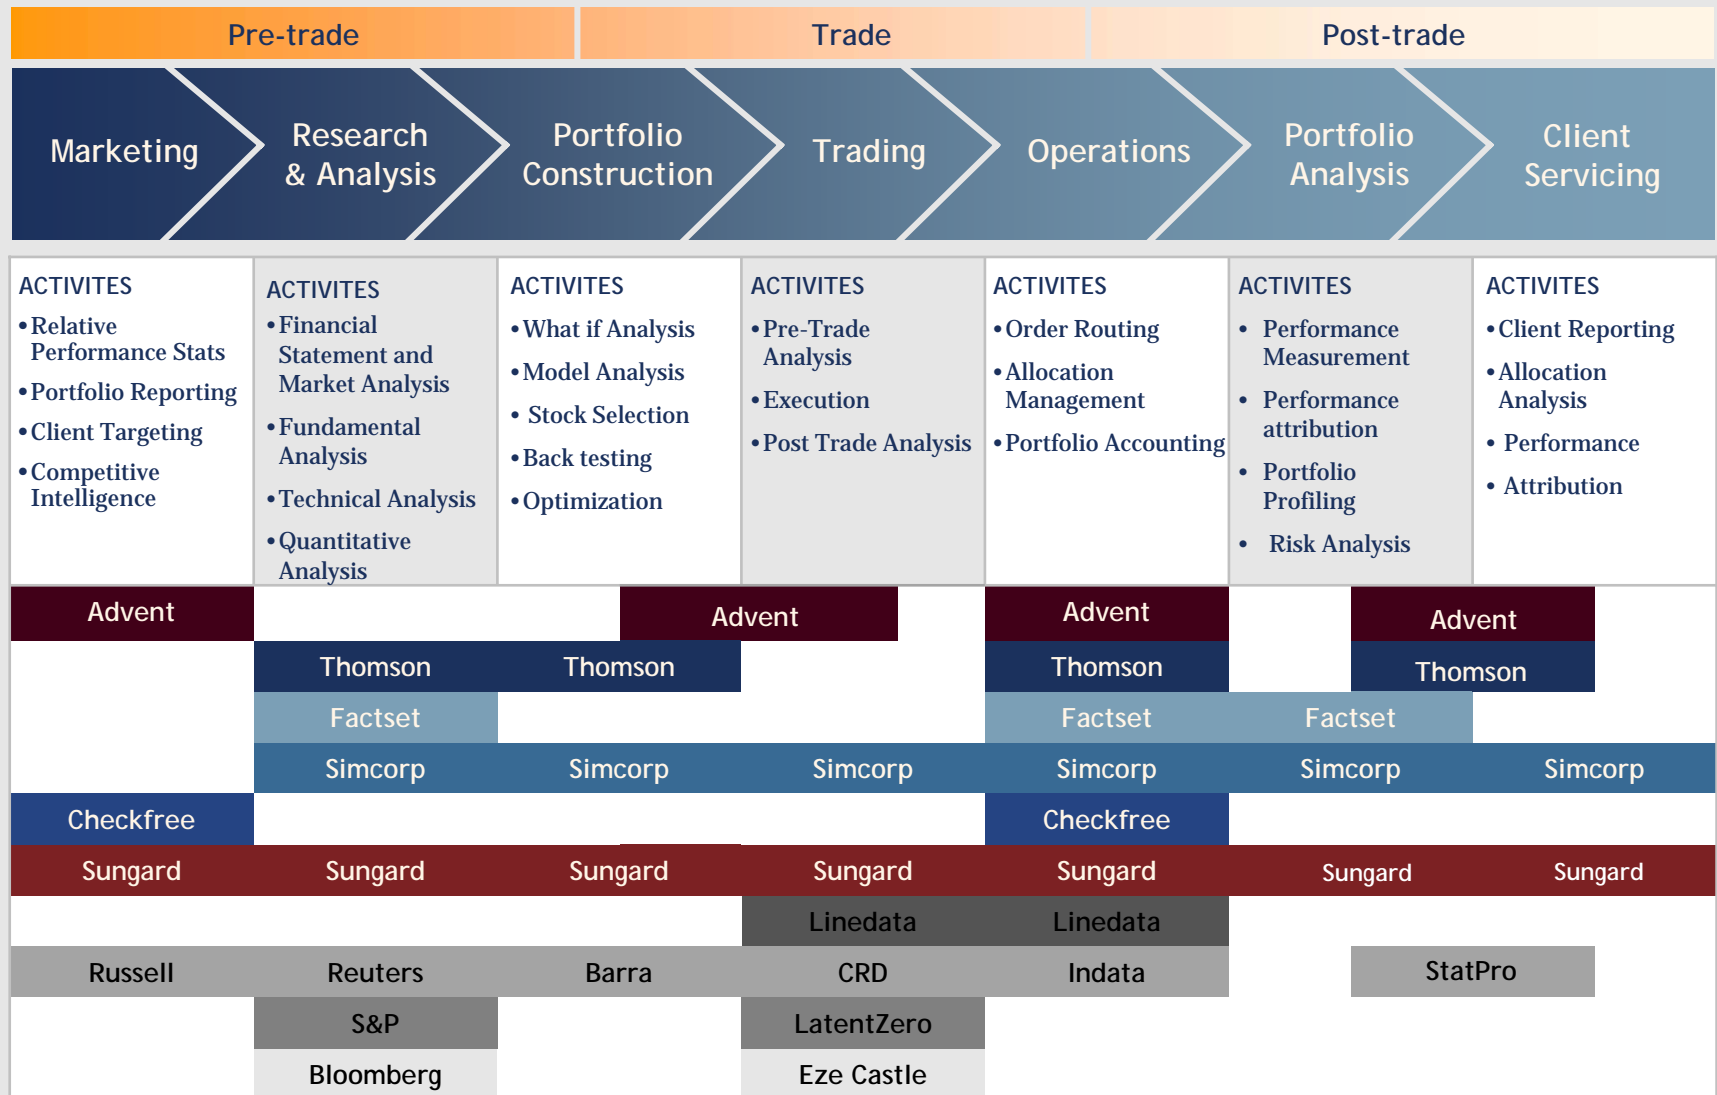 Pre-trade
Trade
Post-trade
Marketing
Research
& Analysis
Portfolio
Construction
Trading
Operations
Portfolio
Analysis
Client
Servicing
ACTIVITES
•Relative
Performance Stats
•Portfolio Reporting
•Client Targeting
•Competitive
Intelligence
ACTIVITES
•Financial
Statement and
Market Analysis
•Fundamental
Analysis
•Technical Analysis
•Quantitative
Analysis
ACTIVITES
•What if Analysis
•Model Analysis
• Stock Selection
•Back testing
•Optimization
ACTIVITES
•Pre-Trade
Analysis
•Execution
•Post Trade Analysis
ACTIVITES
•Order Routing
•Allocation
Management
•Portfolio Accounting
ACTIVITES
• Performance
Measurement
• Performance
attribution
• Portfolio
Profiling
• Risk Analysis
ACTIVITES
•Client Reporting
•Allocation
Analysis
• Performance
• Attribution
Advent Advent Advent Advent
Thomson Thomson Thomson Thomson
Factset Factset Factset
Simcorp Simcorp Simcorp Simcorp Simcorp Simcorp
Checkfree Checkfree
Sungard Sungard Sungard Sungard Sungard Sungard Sungard
Linedata Linedata
Russell Reuters Barra CRD Indata StatPro
S&P LatentZero
Bloomberg Eze Castle